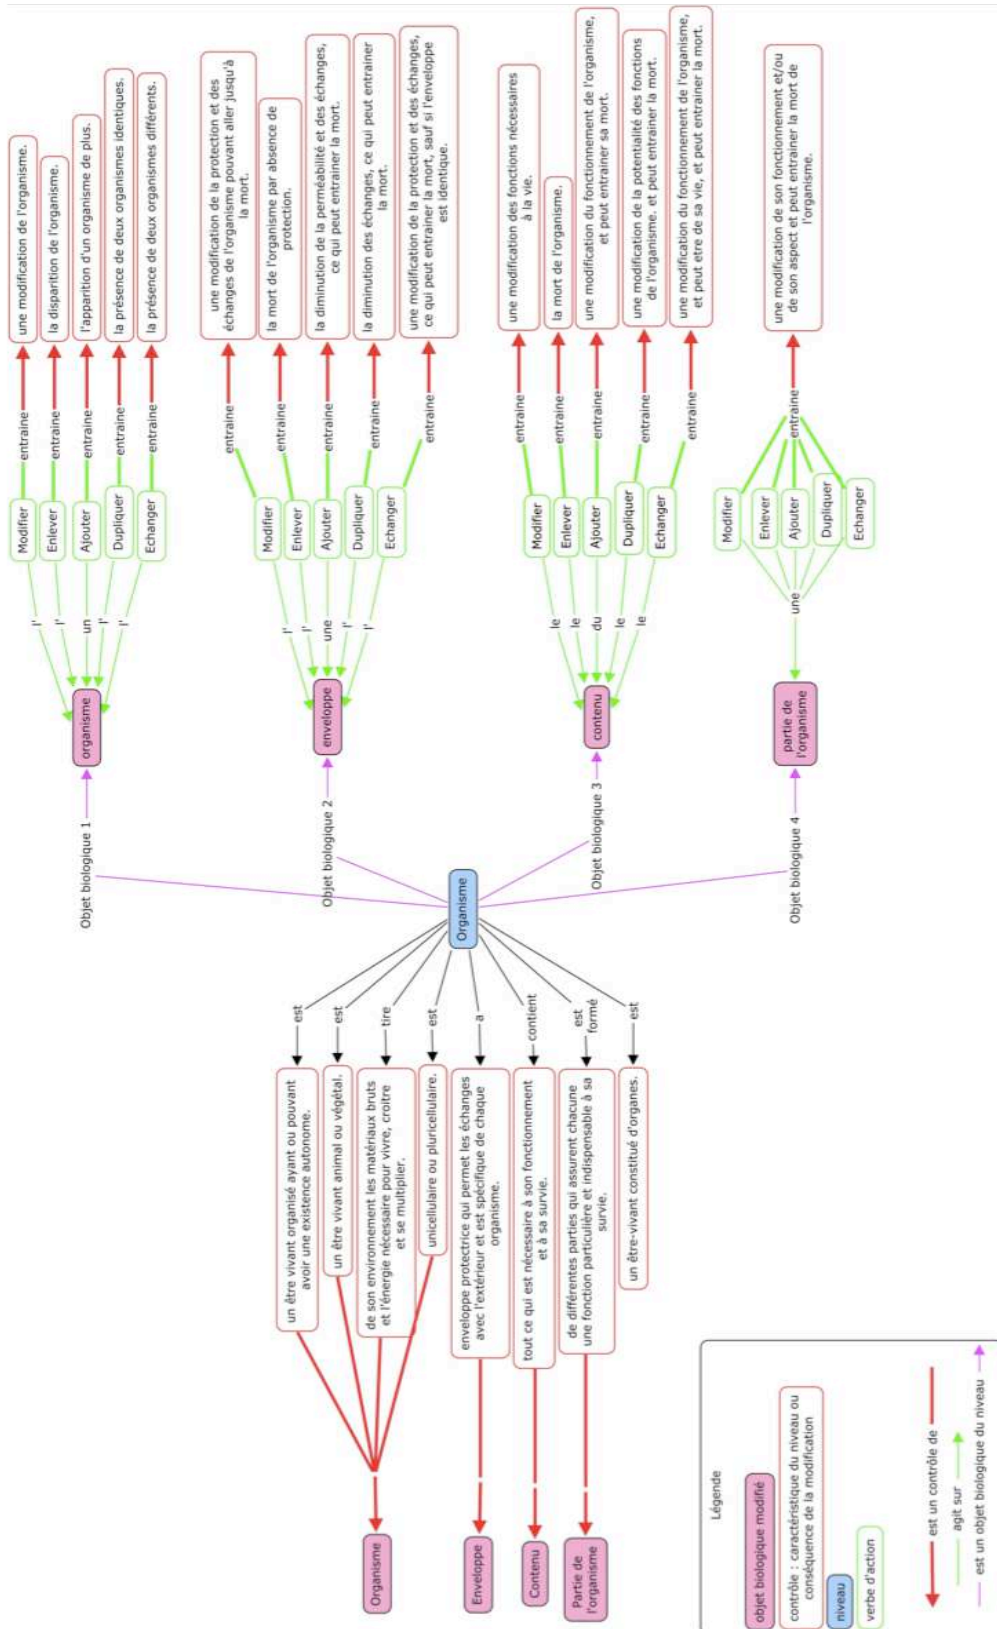 organisme
Objet biologique 1
l'
l'
un
l'
l'
Modifier
Enlever
Ajouter
Dupliquer
Echanger
entraine
entraine
entraine
entraine
entraine
une modification de l'organisme.
la disparition de l'organisme.
l'apparition d'un organisme de plus.
la présence de deux organismes identiques.
la présence de deux organismes différents.
enveloppe
Objet biologique 2
l'
l'
une
l'
l'
Modifier
Enlever
Ajouter
Dupliquer
Echanger
entraine
entraine
entraine
entraine
entraine
une modification de la protection et des
échanges de l'organisme pouvant aller jusqu'à
la mort.
la mort de l'organisme par absence de
protection.
la diminution de la perméabilité et des échanges,
ce qui peut entrainer la mort.
la diminution des échanges, ce qui peut entrainer
la mort.
une modification de la protection et des échanges,
ce qui peut entrainer la mort, sauf si l'enveloppe
est identique.
contenu
Objet biologique 3
le
le
du
le
le
Modifier
Enlever
Ajouter
Dupliquer
Echanger
entraine
entraine
entraine
entraine
entraine
une modification des fonctions nécessaires
à la vie.
la mort de l'organisme.
une modification du fonctionnement de l'organisme,
et peut entrainer sa mort.
une modification de la potentialité des fonctions
de l'organisme. et peut entrainer la mort.
une modification du fonctionnement de l'organisme,
et peut etre de sa vie, et peut entrainer la mort.
partie de
l'organisme
Objet biologique 4
une
Modifier
Enlever
Ajouter
Dupliquer
Echanger
entraine
une modification de son fonctionnement et/ou
de son aspect et peut entrainer la mort de
l'organisme.
Organisme
est
est
tire
est
a
contient
est
formé
est
un être vivant organisé ayant ou pouvant
avoir une existence autonome.
un être vivant animal ou végétal.
de son environnement les matériaux bruts
et l'énergie nécessaire pour vivre, croitre
et se multiplier.
unicellulaire ou pluricellulaire.
enveloppe protectrice qui permet les échanges
avec l'extérieur et est spécifique de chaque
organisme.
tout ce qui est nécessaire à son fonctionnement
et à sa survie.
de différentes parties qui assurent chacune
une fonction particulière et indispensable à sa
survie.
un être-vivant constitué d'organes.
Organisme
Enveloppe
Contenu
Partie de
l'organisme
Légende
objet biologique modifié
contrôle : caractéristique du niveau ou
conséquence de la modification
niveau
verbe d'action
est un contrôle de
agit sur
est un objet biologique du niveau